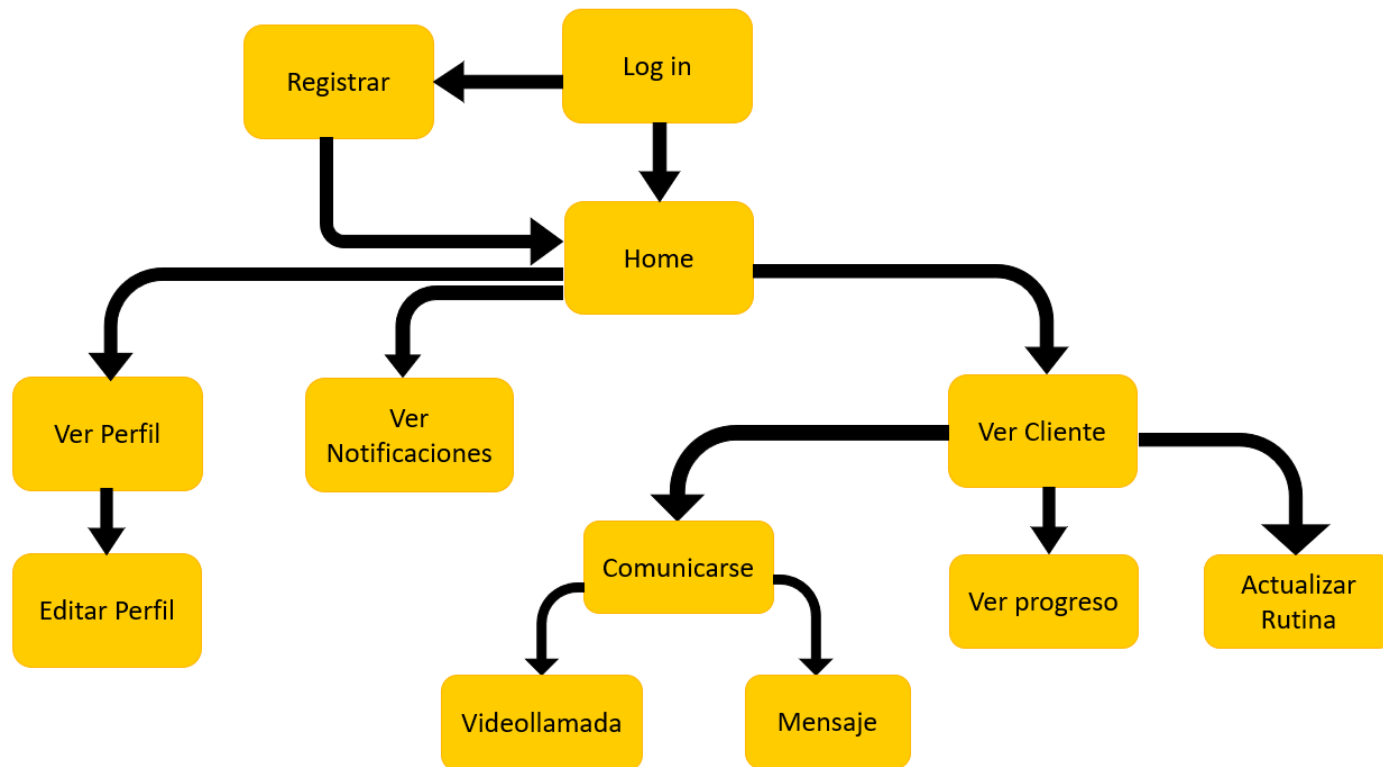 Log in
Registrar
Home
Ver Perfil
Ver
Notificaciones
Ver Cliente
Comunicarse
Ver progreso
Actualizar
Rutina
Editar Perfil
Videollamada
Mensaje